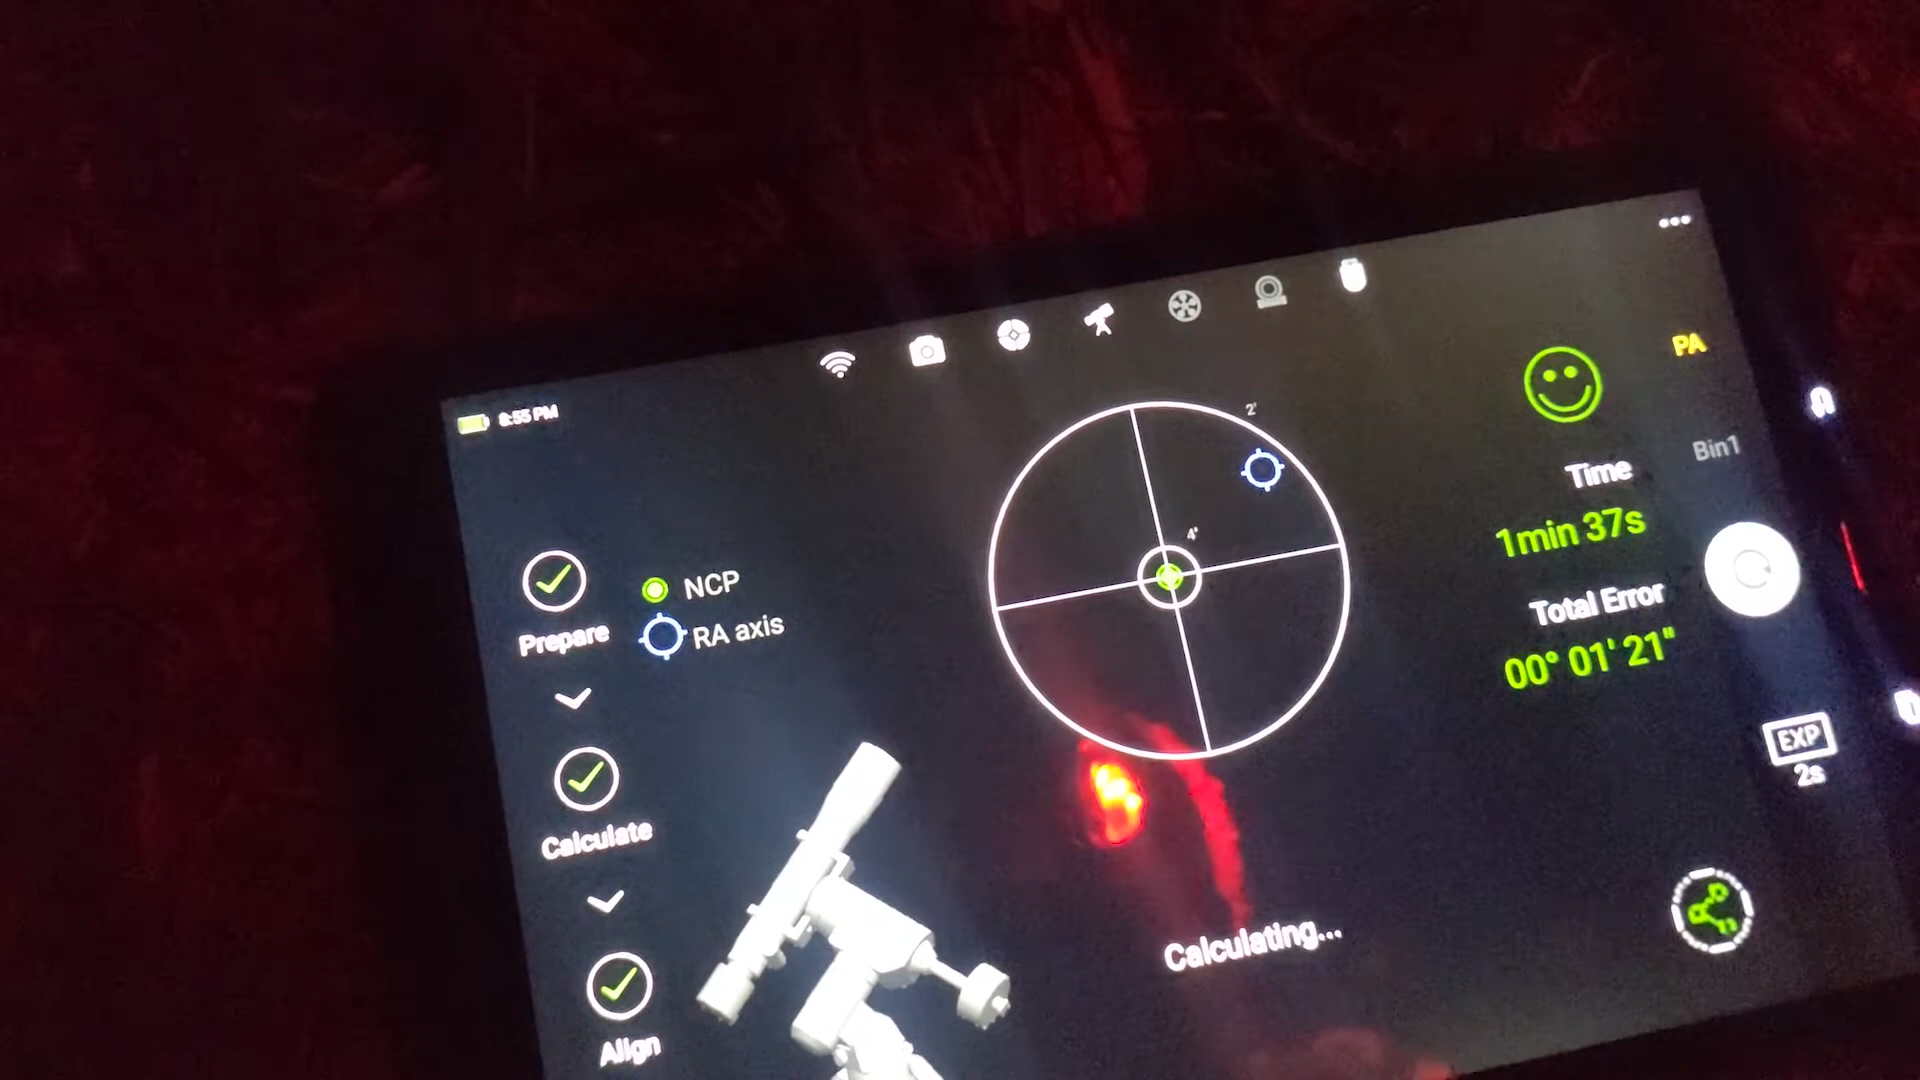 8:55 PM
PA
Bin1
2'
4'
NCP
RA axis
Prepare
Calculate
Align
Time
1min 37s
Total Error
00° 01' 21"
EXP
2s
Calculating...